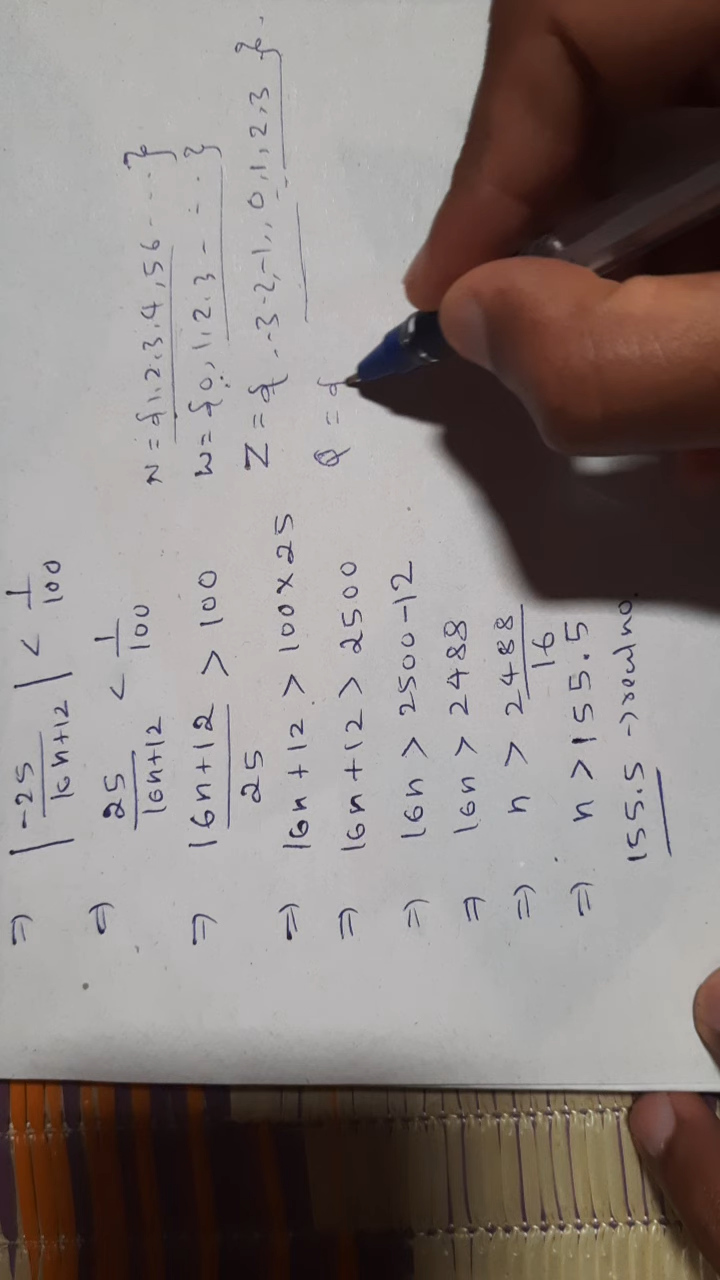 ⇒ |-25/16n+12| < 1/100
⇒ 25/16n+12 < 1/100
⇒ 16n+12/25 > 100
⇒ 16n+12 > 100×25
⇒ 16n+12 > 2500
⇒ 16n > 2500-12
⇒ 16n > 2488
⇒ n > 2488/16
⇒ n > 155.5
155.5 → real no.
N = {1,2,3,4,56 ...}
W = {0,1,2,3 - - ..}
Z = { .-3-2,-1,,0,1,2,3 }.
Q = {